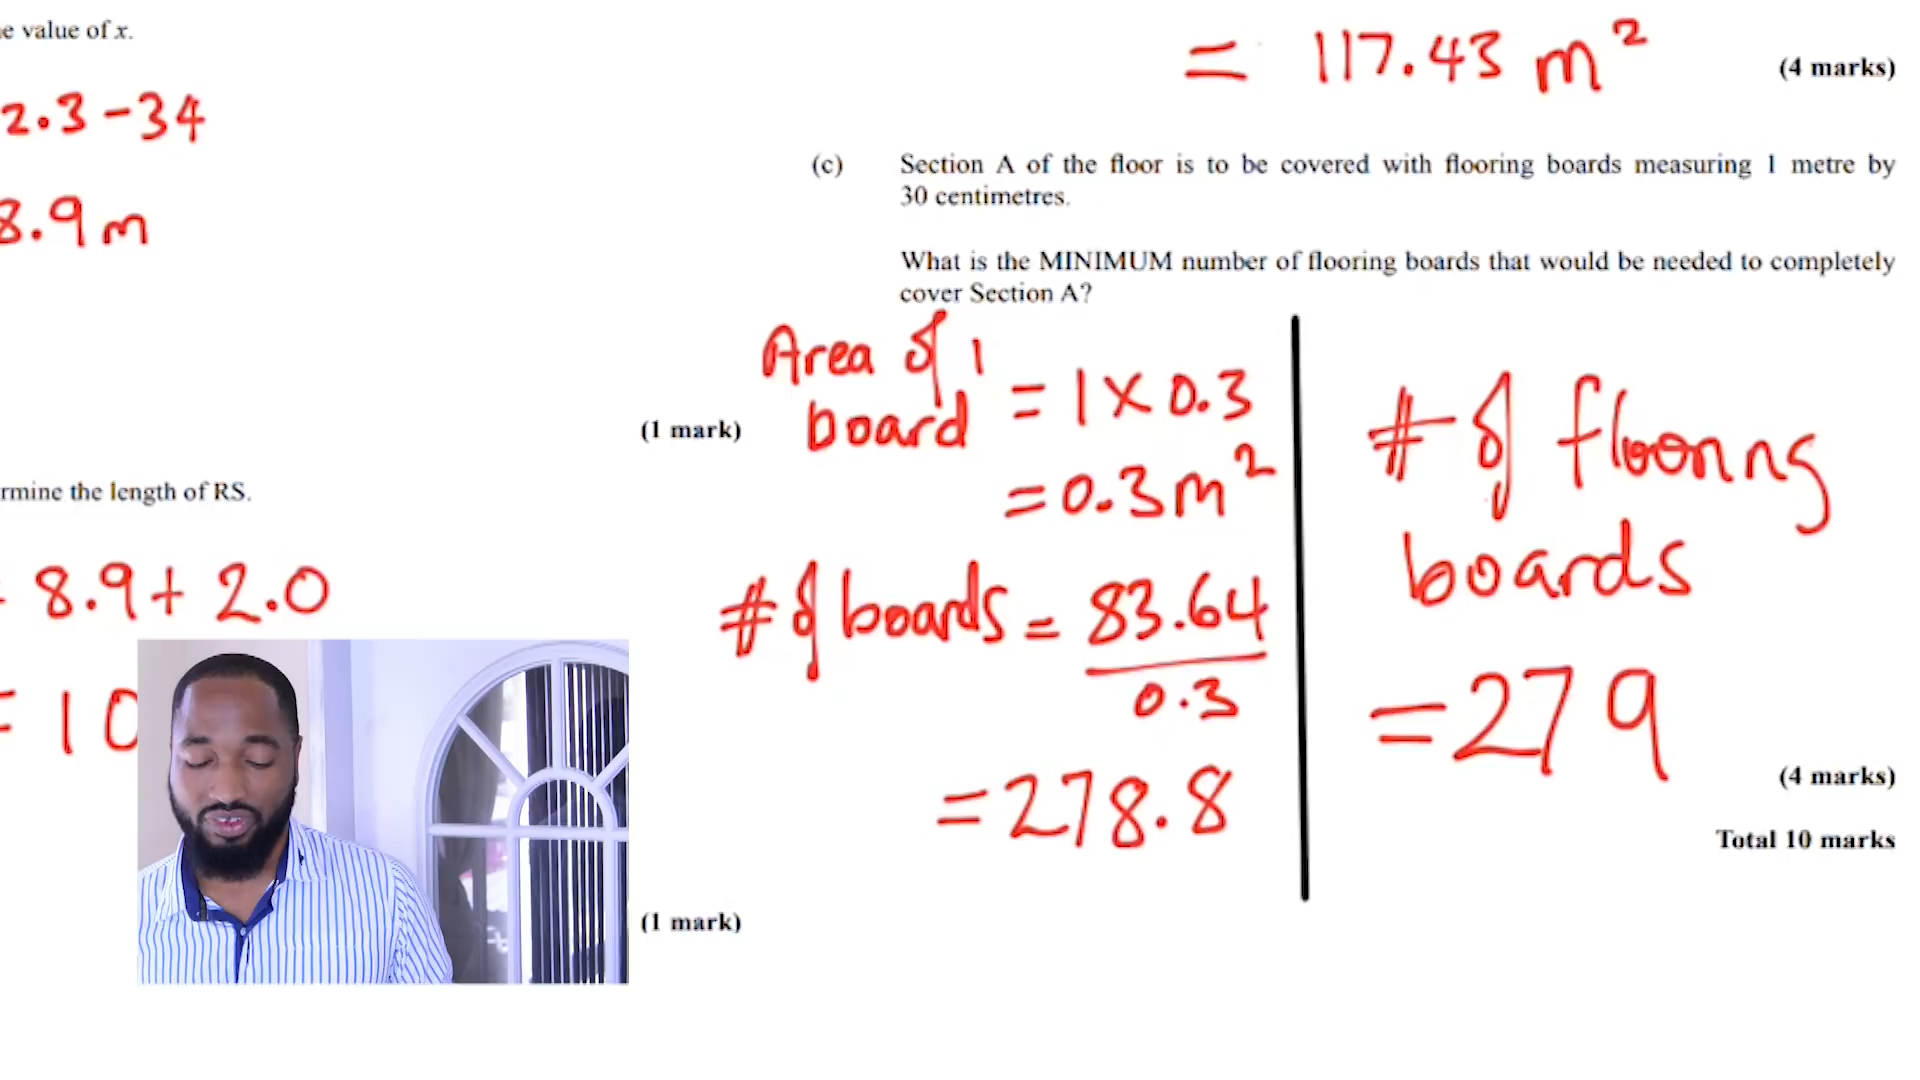 e value of x.
2.3 - 34
8.9 m
(1 mark)
rmine the length of RS.
8.9 + 2.0
= 10
(1 mark)
= 117.43 m²
(4 marks)
(c) Section A of the floor is to be covered with flooring boards measuring 1 metre by
30 centimetres.
What is the MINIMUM number of flooring boards that would be needed to completely
cover Section A?
Area of 1
board = 1 × 0.3
= 0.3 m²
# of boards = 83.64
0.3
= 278.8
# of flooring
boards
= 279
(4 marks)
Total 10 marks